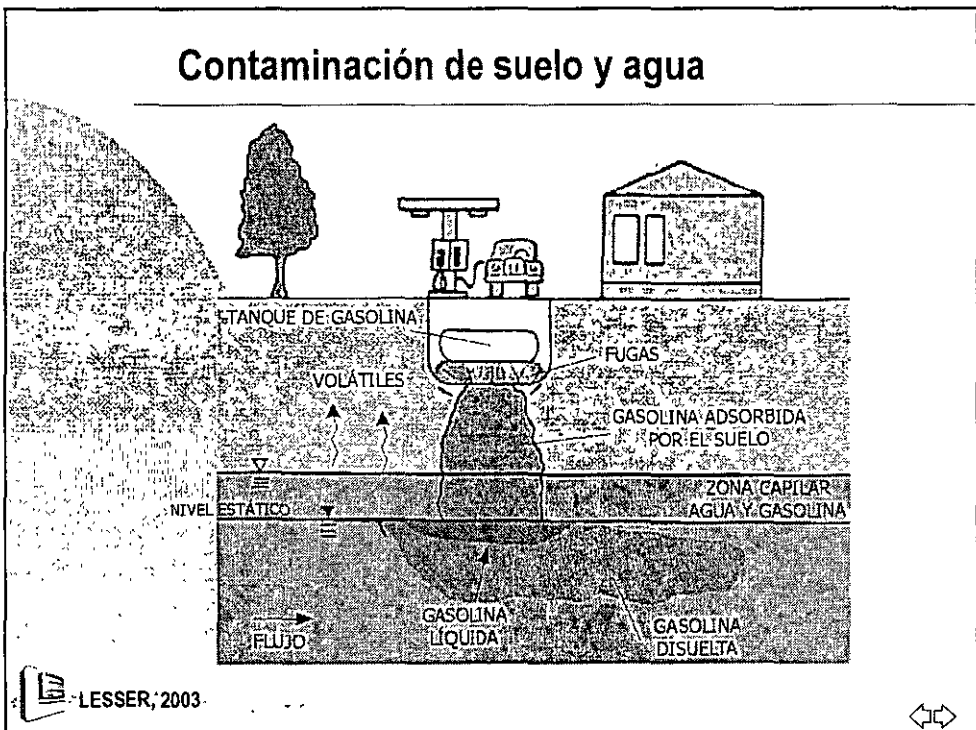 Contaminación de suelo y agua
TANQUE DE GASOLINA
FUGAS
VOLÁTILES
GASOLINA ADSORBIDA
POR EL SUELO
ZONA CAPILAR
AGUA Y GASOLINA
NIVEL ESTÁTICO
GASOLINA
LÍQUIDA
GASOLINA
DISUELTA
FLUJO
LESSER, 2003